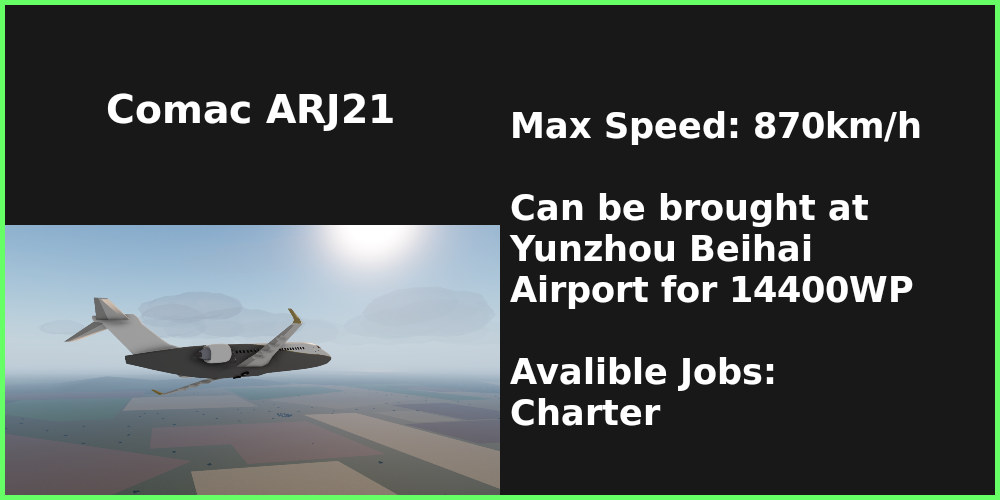 Comac ARJ21
Max Speed: 870km/h
Can be brought at
Yunzhou Beihai
Airport for 14400WP
Avalible Jobs:
Charter